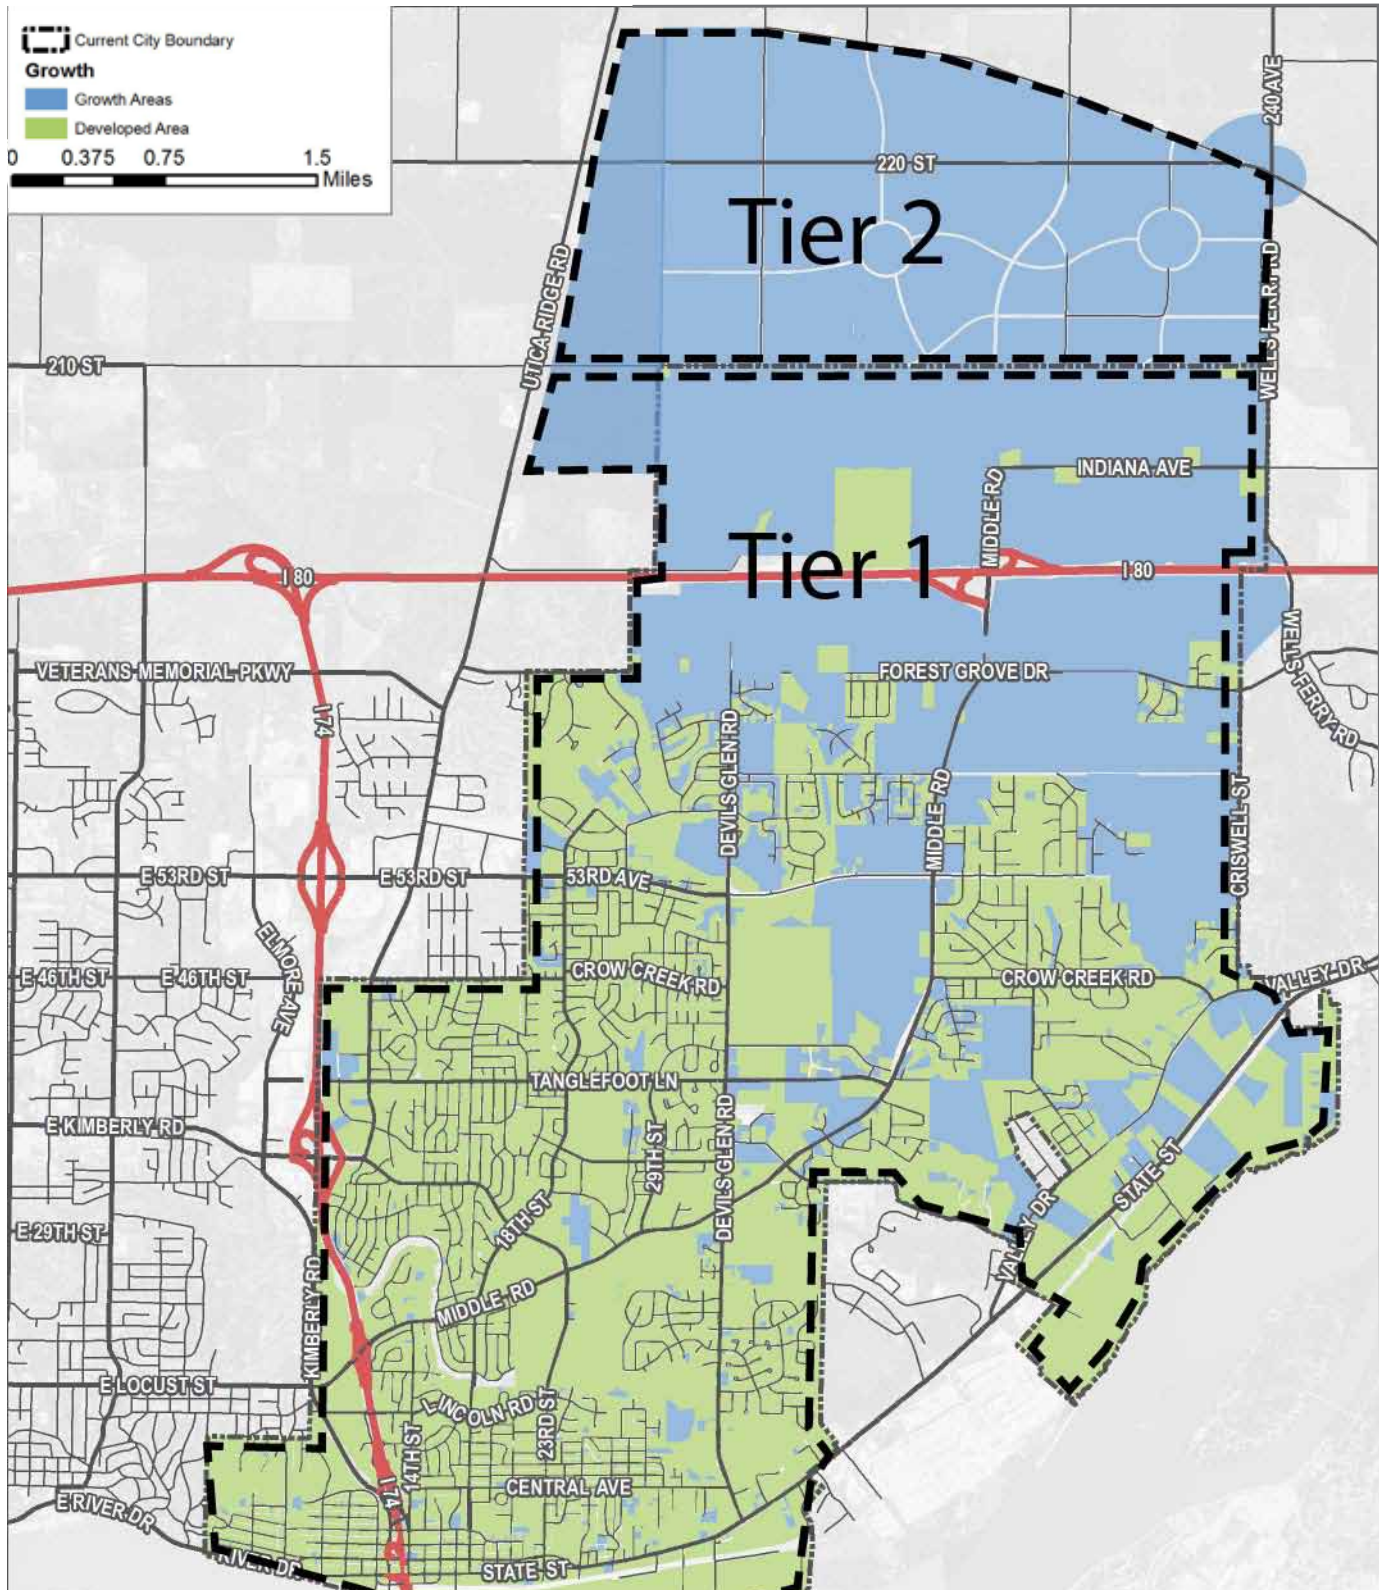 Current City Boundary
Growth
Growth Areas
Developed Area
0 0.375 0.75 1.5
Miles
240 AVE
220 ST
Tier 2
UTICA RIDGE RD
WELLS FERRY RD
210 ST
INDIANA AVE
MIDDLE RD
Tier 1
I 80
I 80
WELLS FERRY RD
VETERANS MEMORIAL PKWY
FOREST GROVE DR
I 74
DEVILS GLEN RD
MIDDLE RD
CRISWELL ST
E 53RD ST
E 53RD ST
53RD AVE
ELMORE AVE
E 46TH ST
E 46TH ST
CROW CREEK RD
CROW CREEK RD
VALLEY DR
TANGLEFOOT LN
E KIMBERLY RD
29TH ST
DEVILS GLEN RD
STATE ST
18TH ST
E 29TH ST
VALLEY DR
KIMBERLY RD
MIDDLE RD
E LOCUST ST
LINCOLN RD
23RD ST
14TH ST
CENTRAL AVE
I 74
E RIVER DR
RIVER DR
STATE ST